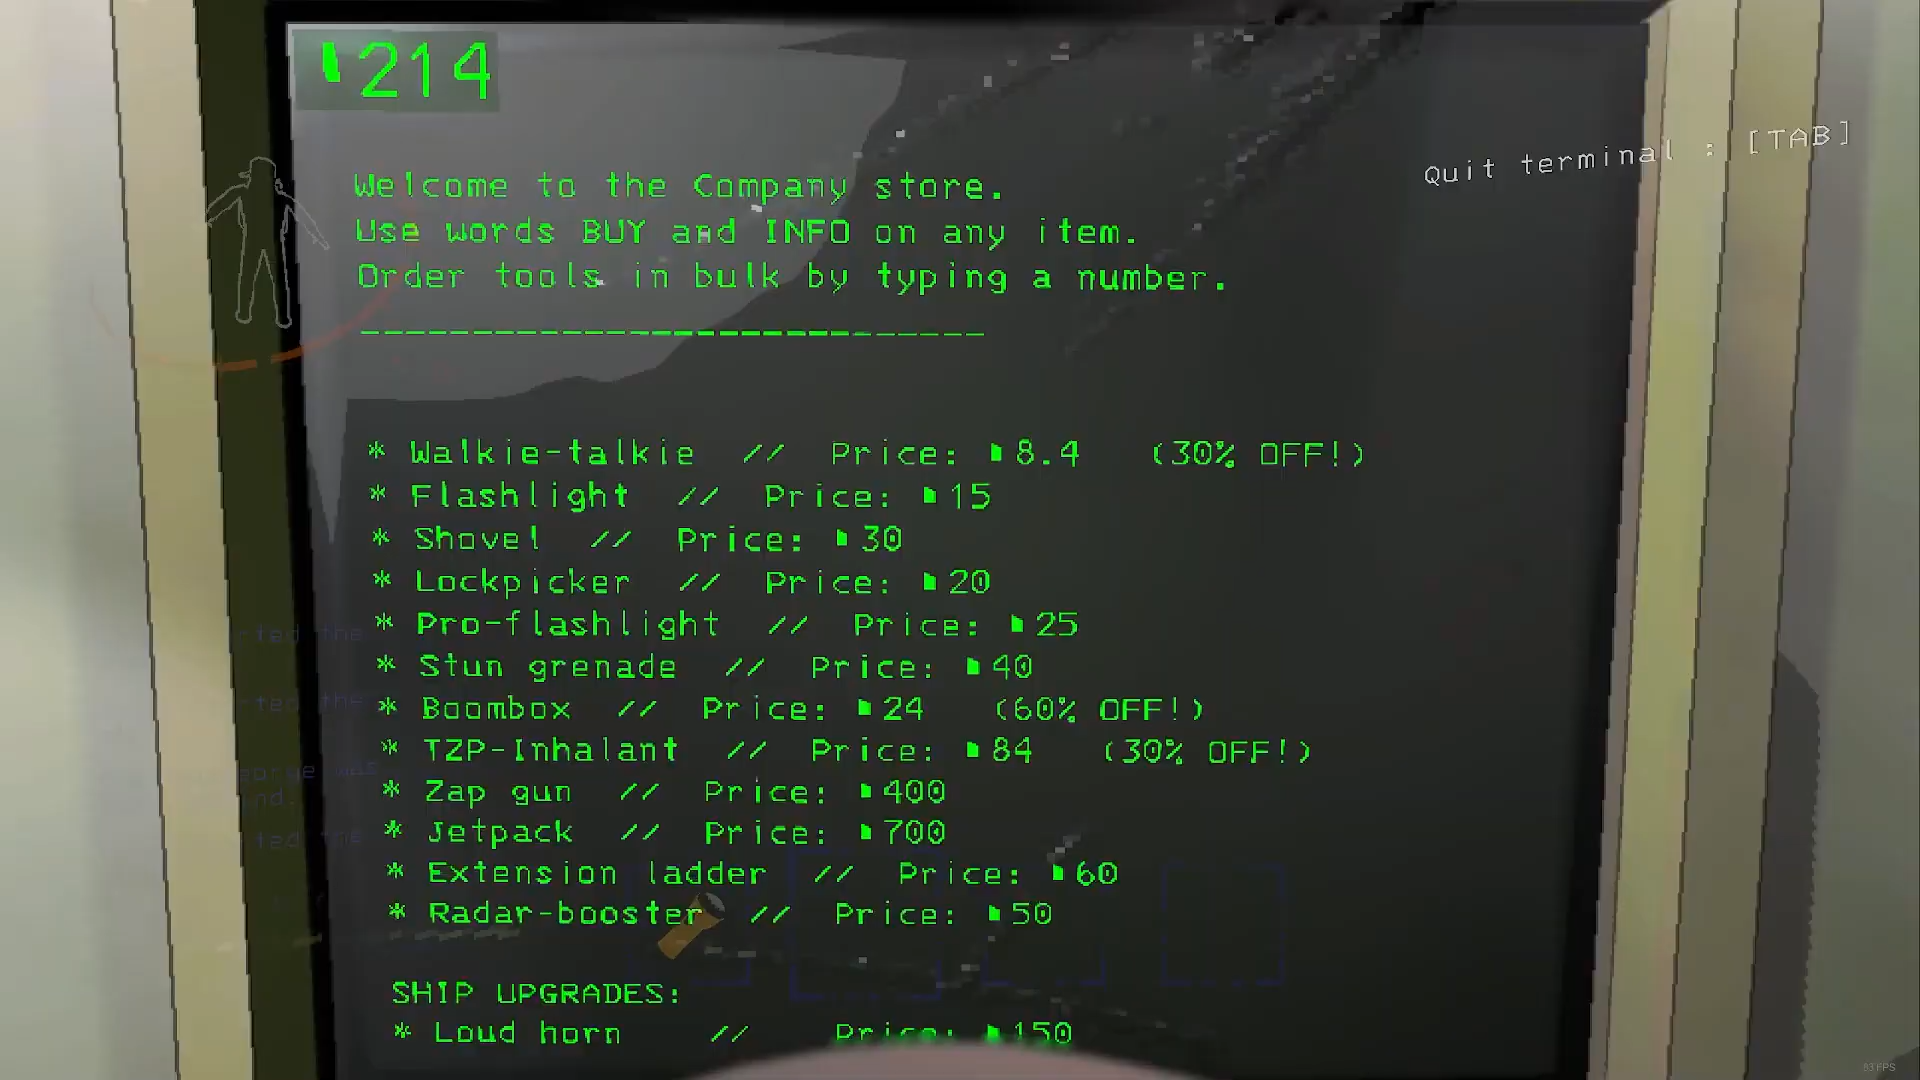 214
Quit terminal : [TAB]
Welcome to the Company store.
Use words BUY and INFO on any item.
Order tools in bulk by typing a number.
------------------------------
* Walkie-talkie // Price: 8.4 (30% OFF!)
* Flashlight // Price: 15
* Shovel // Price: 30
* Lockpicker // Price: 20
* Pro-flashlight // Price: 25
* Stun grenade // Price: 40
* Boombox // Price: 24 (60% OFF!)
* TZP-Inhalant // Price: 84 (30% OFF!)
* Zap gun // Price: 400
* Jetpack // Price: 700
* Extension ladder // Price: 60
* Radar-booster // Price: 50
SHIP UPGRADES:
* Loud horn // Price: 150